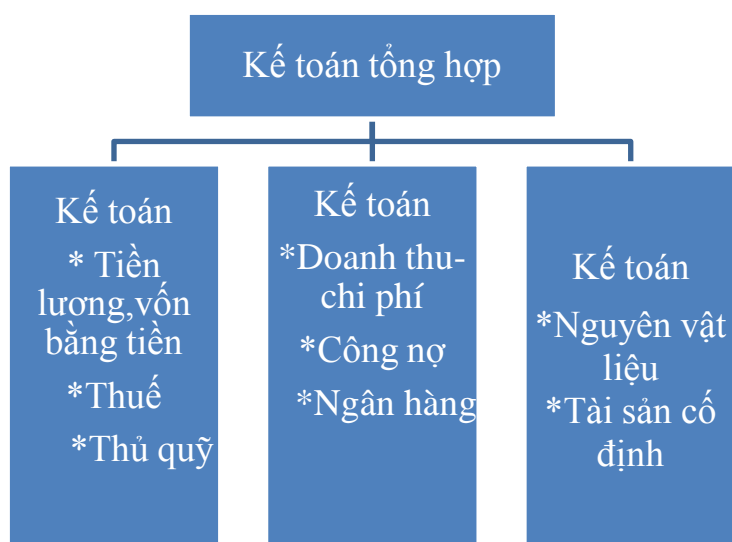 Kế toán tổng hợp
Kế toán
* Tiền
lương,vốn
bằng tiền
*Thuế
*Thủ quỹ
Kế toán
*Doanh thu-
chi phí
*Công nợ
*Ngân hàng
Kế toán
*Nguyên vật
liệu
*Tài sản cố
định